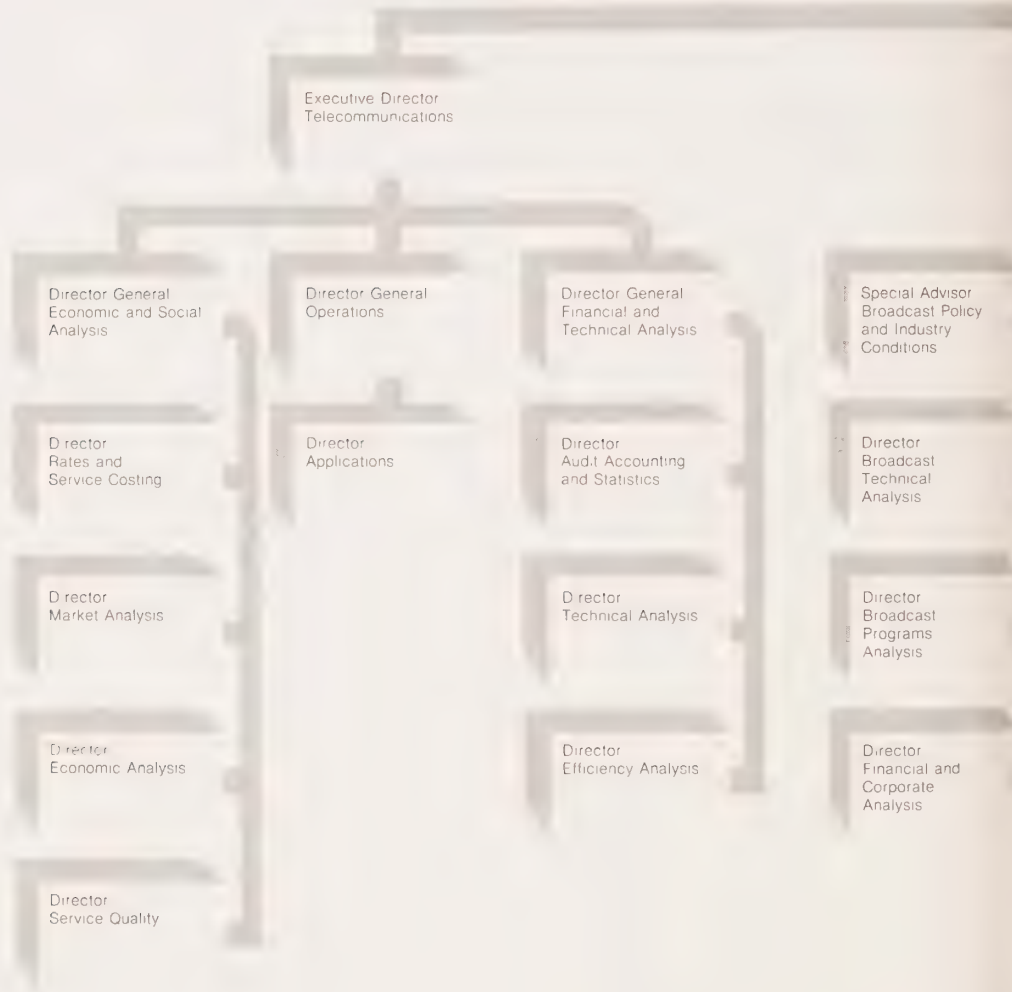 Executive Director
Telecommunications
Director General
Economic and Social
Analysis
Director General
Operations
Director General
Financial and
Technical Analysis
Special Advisor
Broadcast Policy
and Industry
Conditions
Director
Rates and
Service Costing
Director
Applications
Director
Audit Accounting
and Statistics
Director
Broadcast
Technical
Analysis
Director
Market Analysis
Director
Technical Analysis
Director
Broadcast
Programs
Analysis
Director
Economic Analysis
Director
Efficiency Analysis
Director
Financial and
Corporate
Analysis
Director
Service Quality